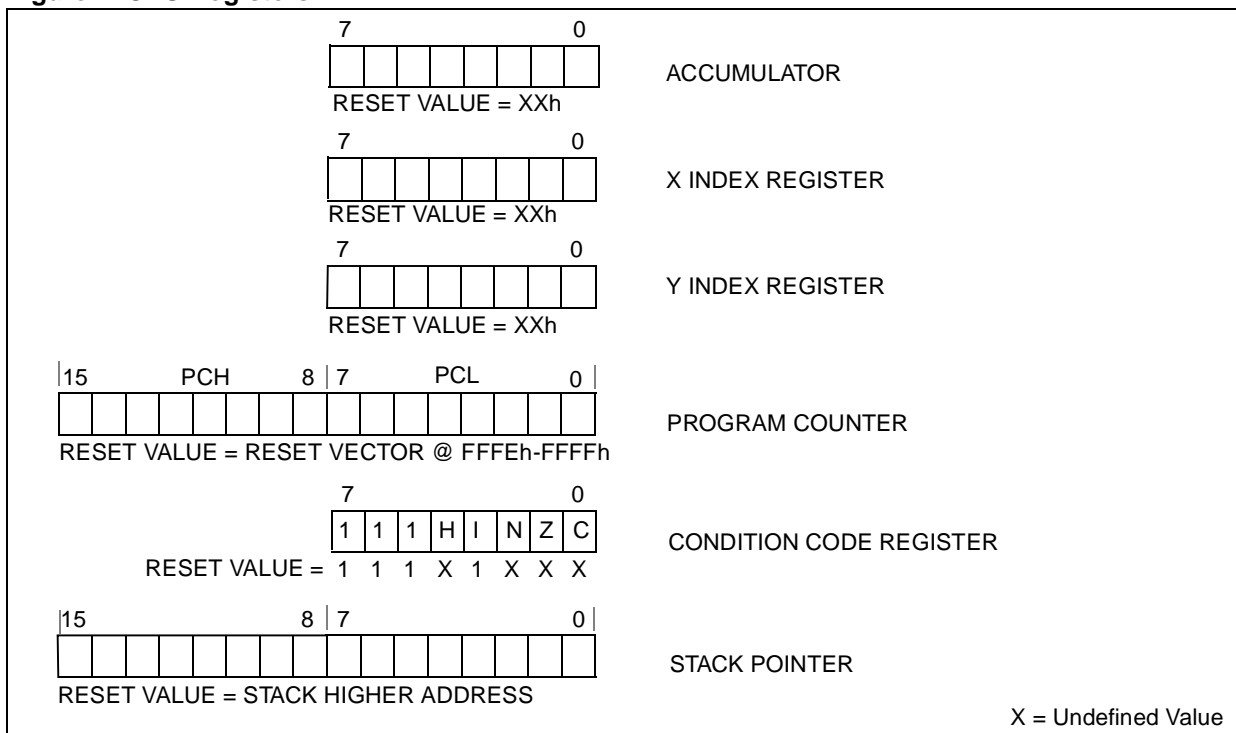 7 0
ACCUMULATOR
RESET VALUE = XXh
7 0
X INDEX REGISTER
RESET VALUE = XXh
7 0
Y INDEX REGISTER
RESET VALUE = XXh
15 PCH 8 7 PCL 0
PROGRAM COUNTER
RESET VALUE = RESET VECTOR @ FFFEh-FFFFh
7 0
1 1 1 H I N Z C
CONDITION CODE REGISTER
RESET VALUE = 1 1 1 X 1 X X X
15 8 7 0
STACK POINTER
RESET VALUE = STACK HIGHER ADDRESS
X = Undefined Value